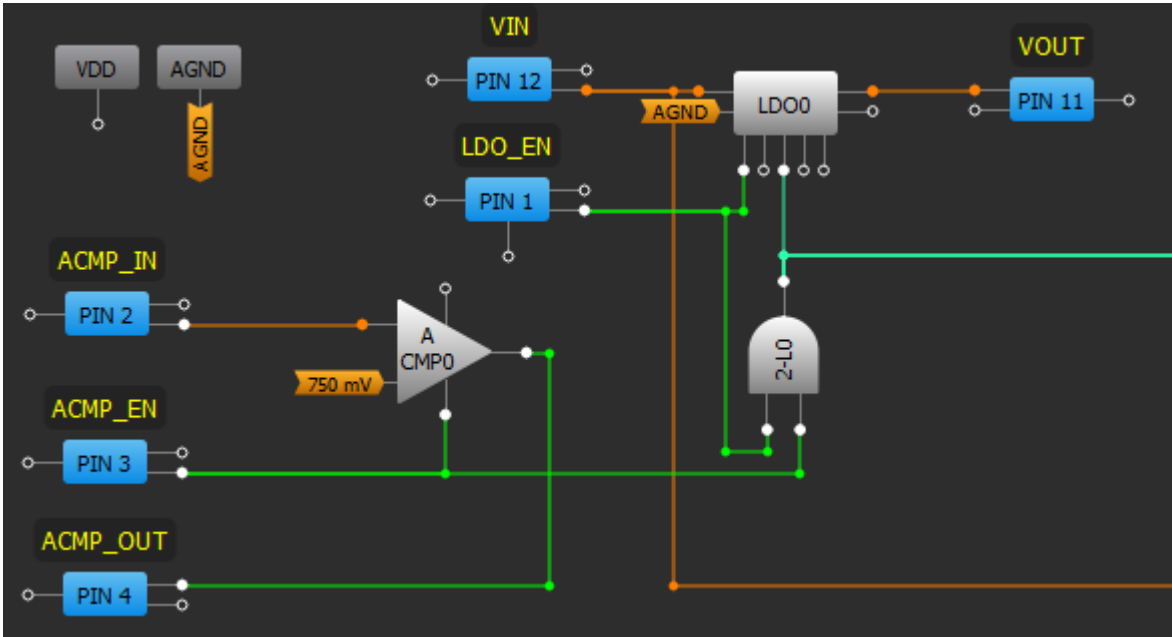 VIN
VOUT
VDD
AGND
PIN 12
LDO0
PIN 11
AGND
AGND
LDO_EN
PIN 1
ACMP_IN
PIN 2
A
CMP0
750 mV
2-L0
ACMP_EN
PIN 3
ACMP_OUT
PIN 4